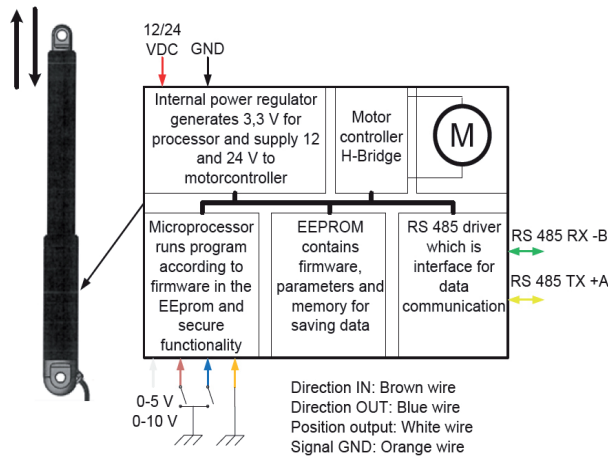 12/24
VDC GND
Internal power regulator
generates 3,3 V for
processor and supply 12
and 24 V to
motorcontroller
Motor
controller
H-Bridge
M
Microprocessor
runs program
according to
firmware in the
EEprom and
secure
functionality
EEPROM
contains
firmware,
parameters and
memory for
saving data
RS 485 driver
which is
interface for
data
communication
RS 485 RX -B
RS 485 TX +A
0-5 V
0-10 V
Direction IN: Brown wire
Direction OUT: Blue wire
Position output: White wire
Signal GND: Orange wire